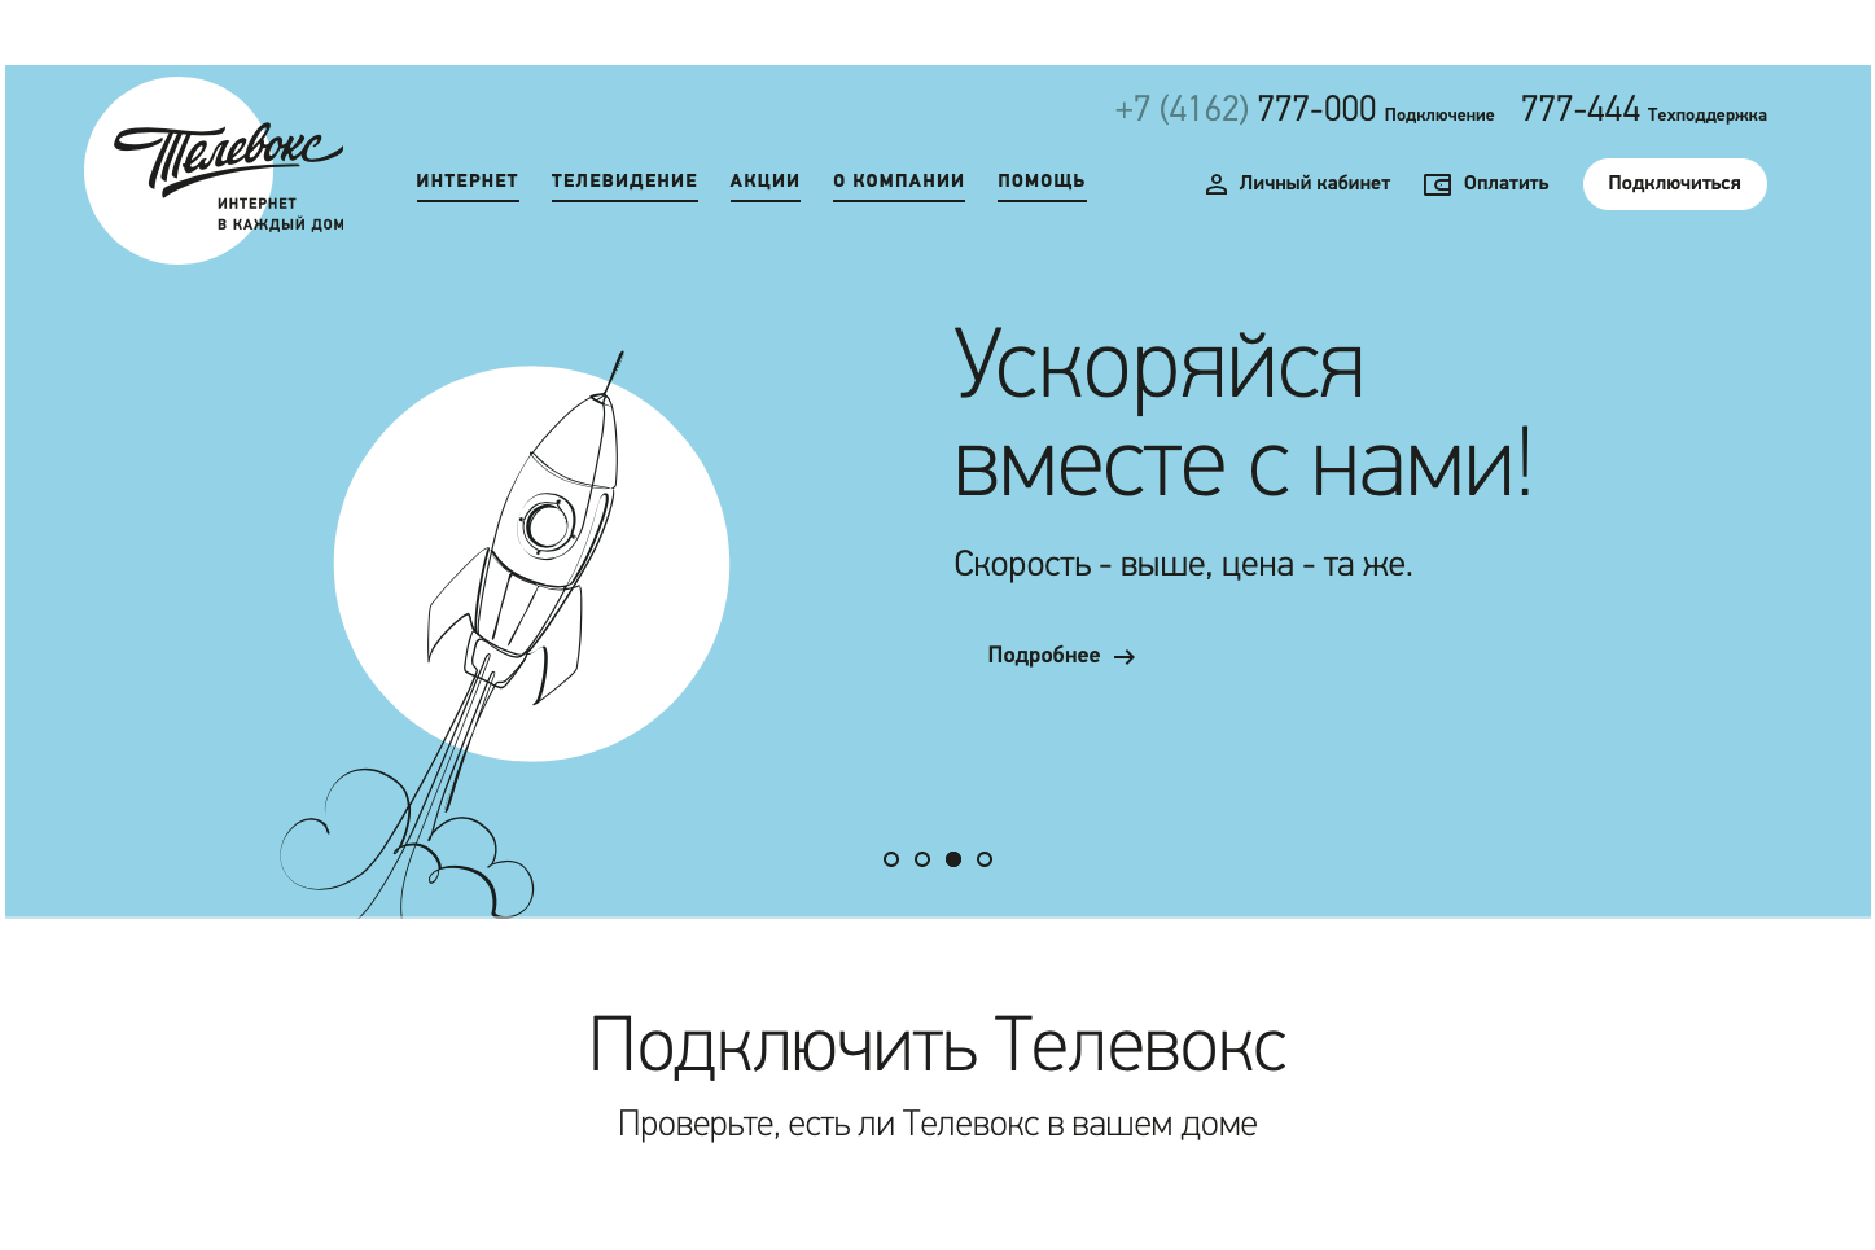 +7 (4162) 777-000 Подключение 777-444 Техподдержка
Телевокс
ИНТЕРНЕТ
В КАЖДЫЙ ДОМ
ИНТЕРНЕТ ТЕЛЕВИДЕНИЕ АКЦИИ О КОМПАНИИ ПОМОЩЬ Личный кабинет Оплатить Подключиться
Ускоряйся
вместе с нами!
Скорость - выше, цена - та же.
Подробнее →
Подключить Телевокс
Проверьте, есть ли Телевокс в вашем доме